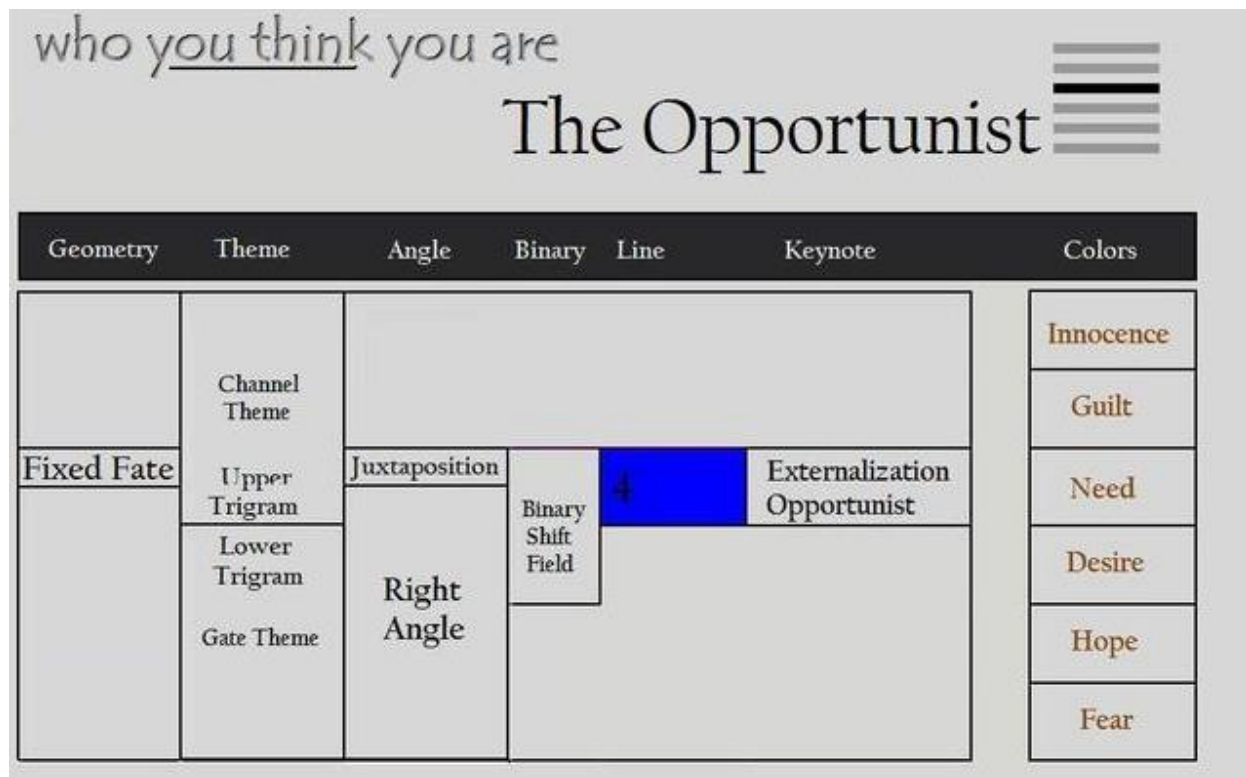 who you think you are
The Opportunist
Geometry Theme Angle Binary Line Keynote Colors
Innocence
Channel
Theme
Guilt
Fixed Fate
Upper
Trigram
Juxtaposition
Binary
Shift
Field
4
Externalization
Opportunist
Need
Lower
Trigram
Gate Theme
Right
Angle
Desire
Hope
Fear